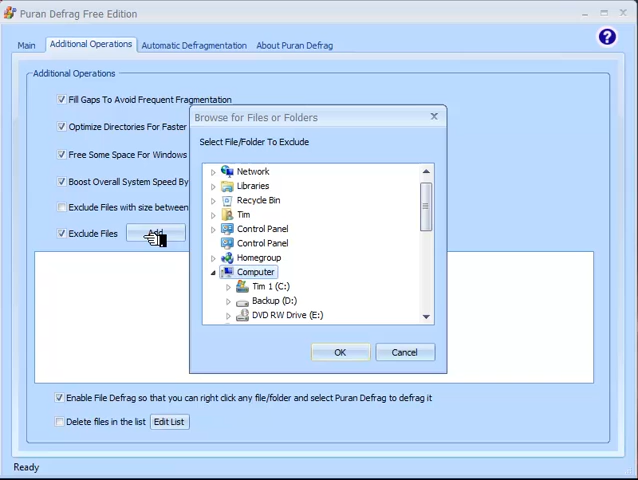 Puran Defrag Free Edition
?
Main
Additional Operations
Automatic Defragmentation
About Puran Defrag
Additional Operations
Fill Gaps To Avoid Frequent Fragmentation
Optimize Directories For Faster
Free Some Space For Windows
Boost Overall System Speed By
Exclude Files with size between
Exclude Files
Browse for Files or Folders
Select File/Folder To Exclude
Network
Libraries
Recycle Bin
Tim
Control Panel
Control Panel
Homegroup
Computer
Tim 1 (C:)
Backup (D:)
DVD RW Drive (E:)
OK
Cancel
Enable File Defrag so that you can right click any file/folder and select Puran Defrag to defrag it
Delete files in the list
Edit List
Ready